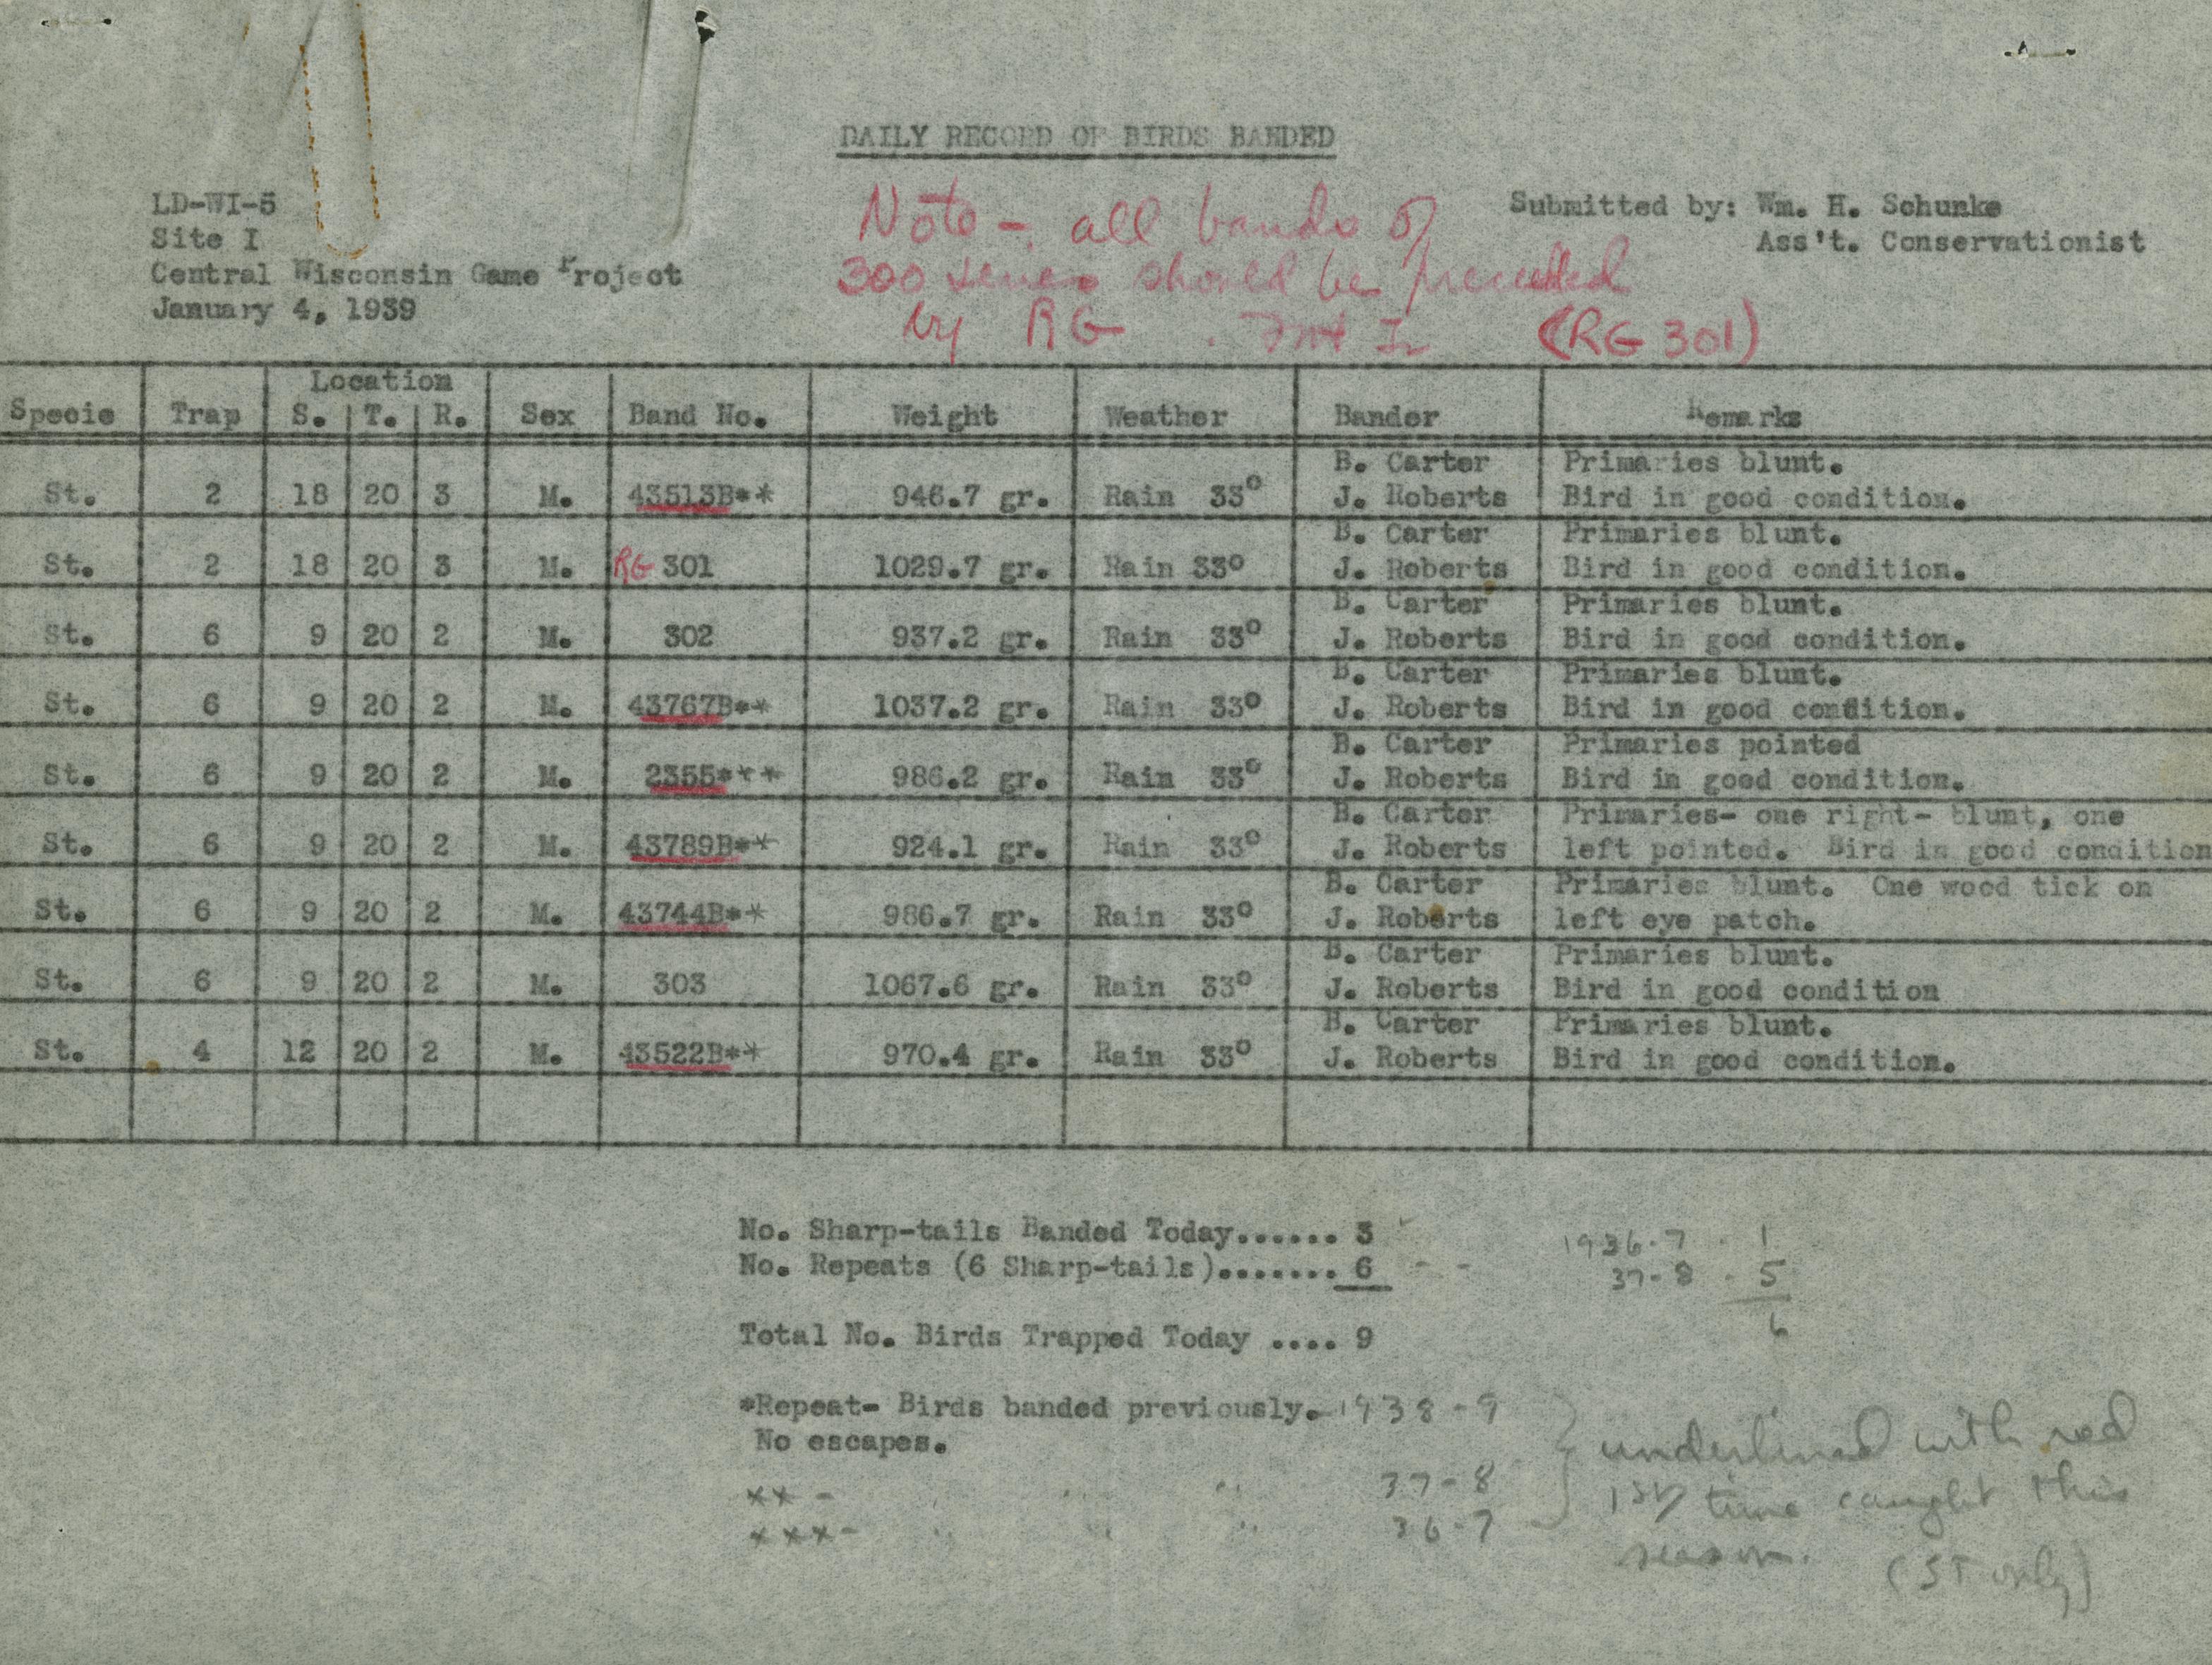 DAILY RECORD OF BIRDS BANDED
LD-WI-5
Site I
Central Wisconsin Game Project
January 4, 1939
Note - all bands of
300 series should be preceded
by RG (RG 301)
Submitted by: Wm. H. Schunke
Ass't. Conservationist
Specie Trap Location S. T. R. Sex Band No. Weight Weather Bander Remarks
B. Carter Primaries blunt.
St. 2 18 20 3 M. 43513B** 946.7 gr. Rain 33° J. Roberts Bird in good condition.
B. Carter Primaries blunt.
St. 2 18 20 3 M. RG 301 1029.7 gr. Rain 33° J. Roberts Bird in good condition.
B. Carter Primaries blunt.
St. 6 9 20 2 M. 302 937.2 gr. Rain 33° J. Roberts Bird in good condition.
B. Carter Primaries blunt.
St. 6 9 20 2 M. 43767B** 1037.2 gr. Rain 33° J. Roberts Bird in good condition.
B. Carter Primaries pointed
St. 6 9 20 2 M. 2355*** 986.2 gr. Rain 33° J. Roberts Bird in good condition.
B. Carter Primaries- one right- blunt, one
St. 6 9 20 2 M. 43789B** 924.1 gr. Rain 33° J. Roberts left pointed. Bird in good condition
B. Carter Primaries blunt. One wood tick on
St. 6 9 20 2 M. 43744B** 986.7 gr. Rain 33° J. Roberts left eye patch.
B. Carter Primaries blunt.
St. 6 9 20 2 M. 303 1067.6 gr. Rain 33° J. Roberts Bird in good condition
B. Carter Primaries blunt.
St. 4 12 20 2 M. 43522B** 970.4 gr. Rain 33° J. Roberts Bird in good condition.
No. Sharp-tails Banded Today...... 3
No. Repeats (6 Sharp-tails)....... 6
Total No. Birds Trapped Today .... 9
1936-7 - 1
37-8 - 5
6
*Repeat- Birds banded previously. 1938-9
No escapes.
** - " " " 37-8
***- " " " 36-7
underlined with red
1st time caught this
season. (ST only)